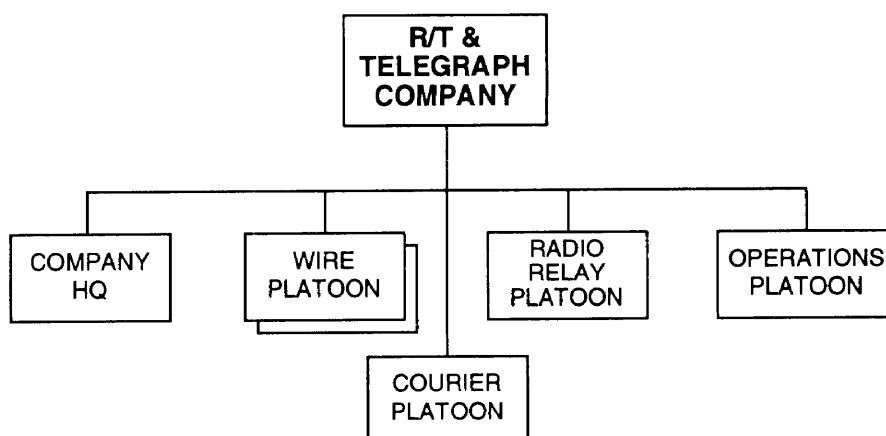 R/T &
TELEGRAPH
COMPANY
COMPANY
HQ
WIRE
PLATOON
RADIO
RELAY
PLATOON
OPERATIONS
PLATOON
COURIER
PLATOON